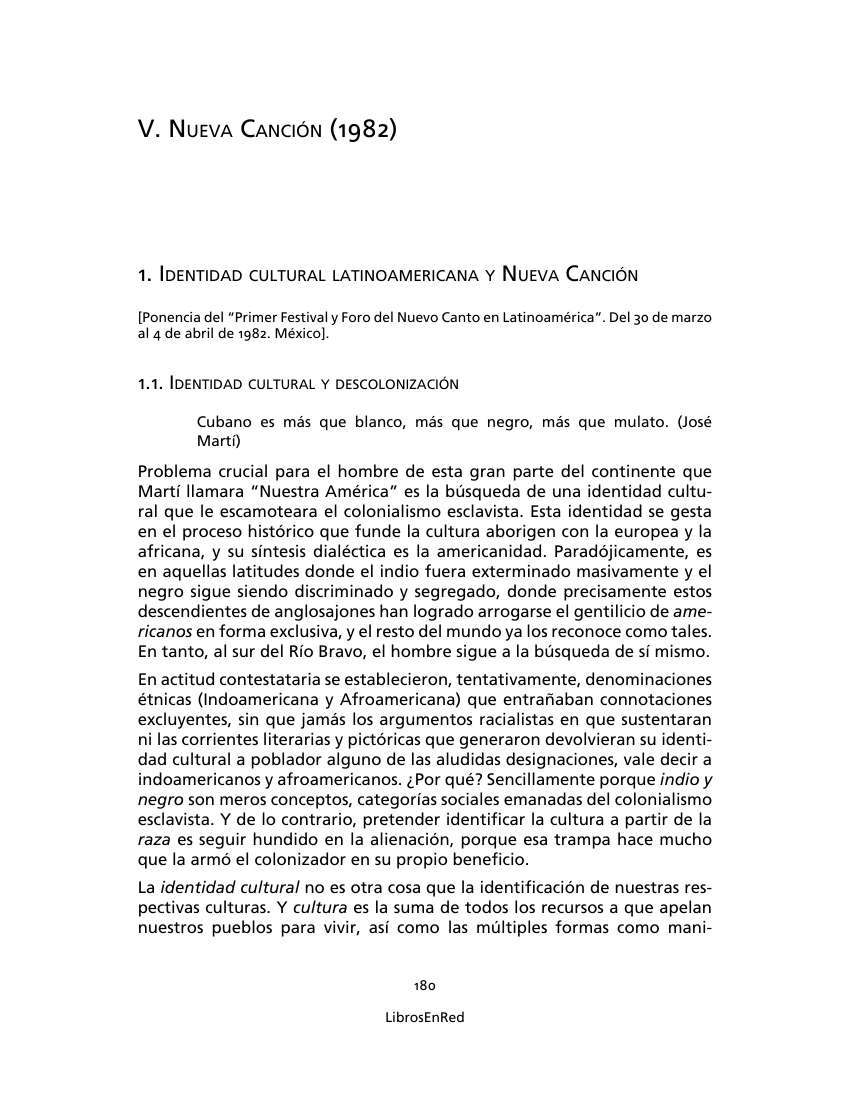 V. Nueva Canción (1982)
1. Identidad cultural latinoamericana y Nueva Canción
[Ponencia del “Primer Festival y Foro del Nuevo Canto en Latinoamérica”. Del 30 de marzo
al 4 de abril de 1982. México].
1.1. Identidad cultural y descolonización
Cubano es más que blanco, más que negro, más que mulato. (José
Martí)
Problema crucial para el hombre de esta gran parte del continente que
Martí llamara “Nuestra América” es la búsqueda de una identidad cultu-
ral que le escamoteara el colonialismo esclavista. Esta identidad se gesta
en el proceso histórico que funde la cultura aborigen con la europea y la
africana, y su síntesis dialéctica es la americanidad. Paradójicamente, es
en aquellas latitudes donde el indio fuera exterminado masivamente y el
negro sigue siendo discriminado y segregado, donde precisamente estos
descendientes de anglosajones han logrado arrogarse el gentilicio de ame-
ricanos en forma exclusiva, y el resto del mundo ya los reconoce como tales.
En tanto, al sur del Río Bravo, el hombre sigue a la búsqueda de sí mismo.
En actitud contestataria se establecieron, tentativamente, denominaciones
étnicas (Indoamericana y Afroamericana) que entrañaban connotaciones
excluyentes, sin que jamás los argumentos racialistas en que sustentaran
ni las corrientes literarias y pictóricas que generaron devolvieran su identi-
dad cultural a poblador alguno de las aludidas designaciones, vale decir a
indoamericanos y afroamericanos. ¿Por qué? Sencillamente porque indio y
negro son meros conceptos, categorías sociales emanadas del colonialismo
esclavista. Y de lo contrario, pretender identificar la cultura a partir de la
raza es seguir hundido en la alienación, porque esa trampa hace mucho
que la armó el colonizador en su propio beneficio.
La identidad cultural no es otra cosa que la identificación de nuestras res-
pectivas culturas. Y cultura es la suma de todos los recursos a que apelan
nuestros pueblos para vivir, así como las múltiples formas como mani-
180
LibrosEnRed